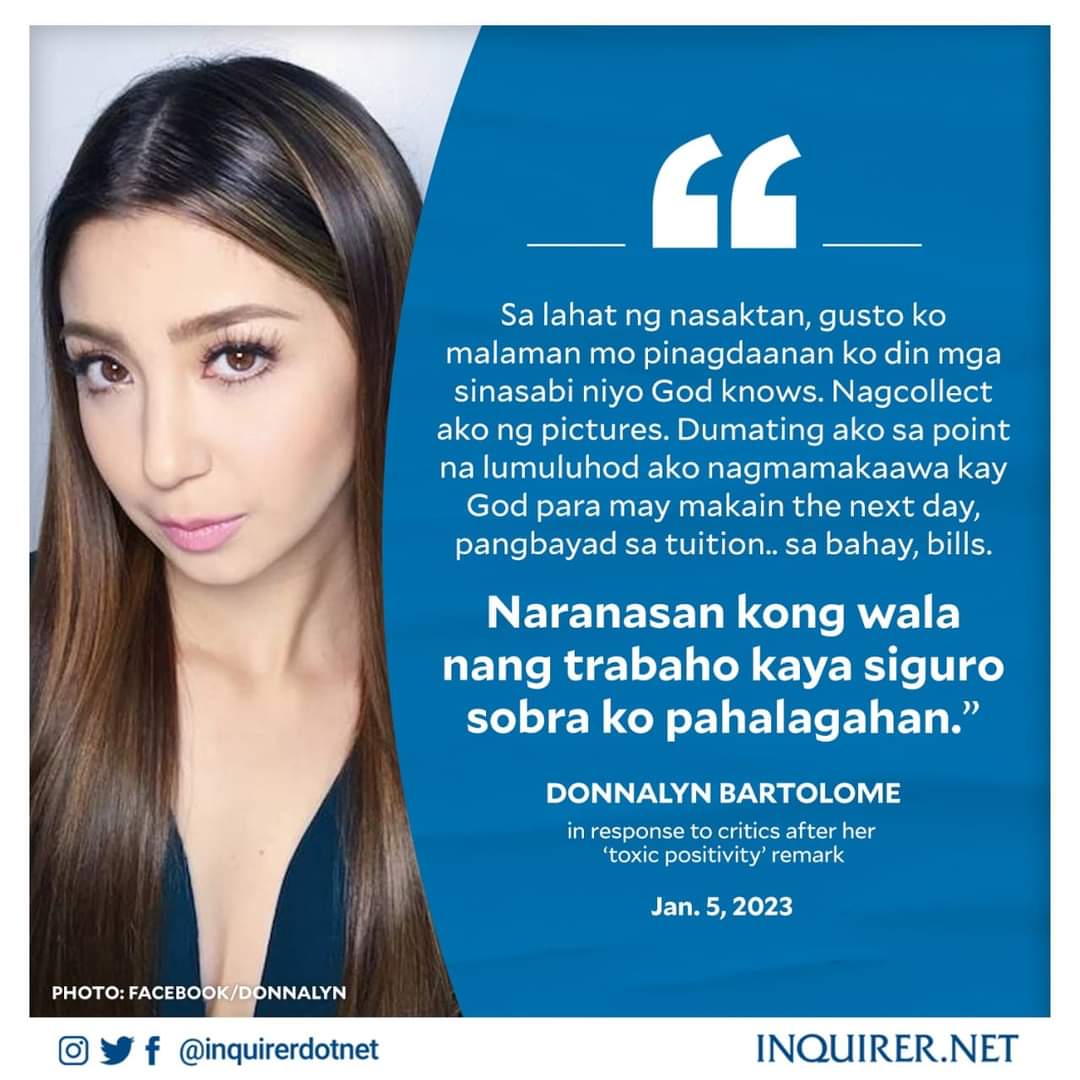 “
Sa lahat ng nasaktan, gusto ko
malaman mo pinagdaanan ko din mga
sinasabi niyo God knows. Nagcollect
ako ng pictures. Dumating ako sa point
na lumuluhod ako nagmamakaawa kay
God para may makain the next day,
pangbayad sa tuition.. sa bahay, bills.
Naranasan kong wala
nang trabaho kaya siguro
sobra ko pahalagahan.”
DONNALYN BARTOLOME
in response to critics after her
‘toxic positivity’ remark
Jan. 5, 2023
PHOTO: FACEBOOK/DONNALYN
@inquirerdotnet
INQUIRER.NET